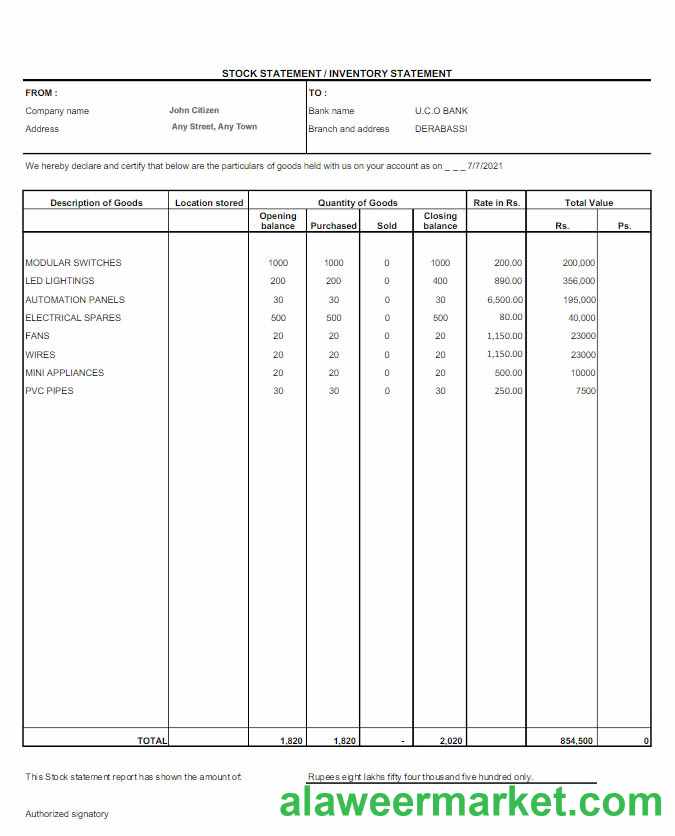 STOCK STATEMENT / INVENTORY STATEMENT
FROM : TO :
Company name John Citizen Bank name U.C.O BANK
Address Any Street, Any Town Branch and address DERABASSI
We hereby declare and certify that below are the particulars of goods held with us on your account as on _ _ _ 7/7/2021
Description of Goods Location stored Quantity of Goods Rate in Rs. Total Value
Opening balance Purchased Sold Closing balance Rs. Ps.
MODULAR SWITCHES 1000 1000 0 1000 200.00 200,000
LED LIGHTINGS 200 200 0 400 890.00 356,000
AUTOMATION PANELS 30 30 0 30 6,500.00 195,000
ELECTRICAL SPARES 500 500 0 500 80.00 40,000
FANS 20 20 0 20 1,150.00 23000
WIRES 20 20 0 20 1,150.00 23000
MINI APPLIANCES 20 20 0 20 500.00 10000
PVC PIPES 30 30 0 30 250.00 7500
TOTAL 1,820 1,820 - 2,020 854,500 0
This Stock statement report has shown the amount of: Rupees eight lakhs fifty four thousand five hundred only.
alaweermarket.com
Authorized signatory